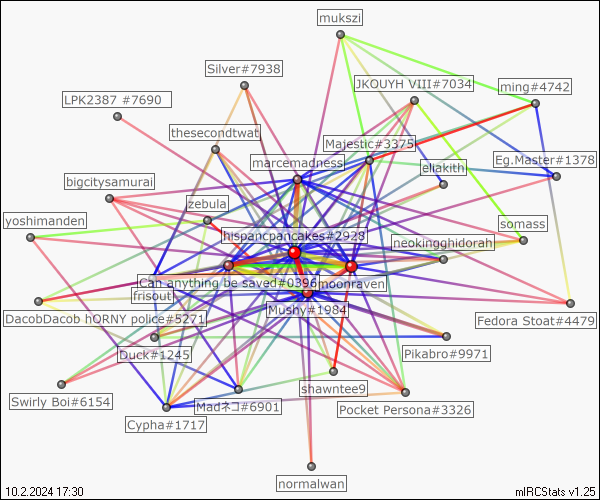 mukszi
Silver#7938
JKOUYH VIII#7034
ming#4742
LPK2387 #7690
thesecondtwat
Majestic#3375
marcemadness
Eg.Master#1378
eliakith
bigcitysamurai
zebula
yoshimanden
somass
hispancpancakes#2928
neokingghidorah
Can anything be saved#0396
moonraven
frisout
Mushy#1984
DacobDacob hORNY police#5271
Fedora Stoat#4479
Duck#1245
Pikabro#9971
shawntee9
Swirly Boi#6154
Madネコ#6901
Pocket Persona#3326
Cypha#1717
normalwan
10.2.2024 17:30
mIRCStats v1.25